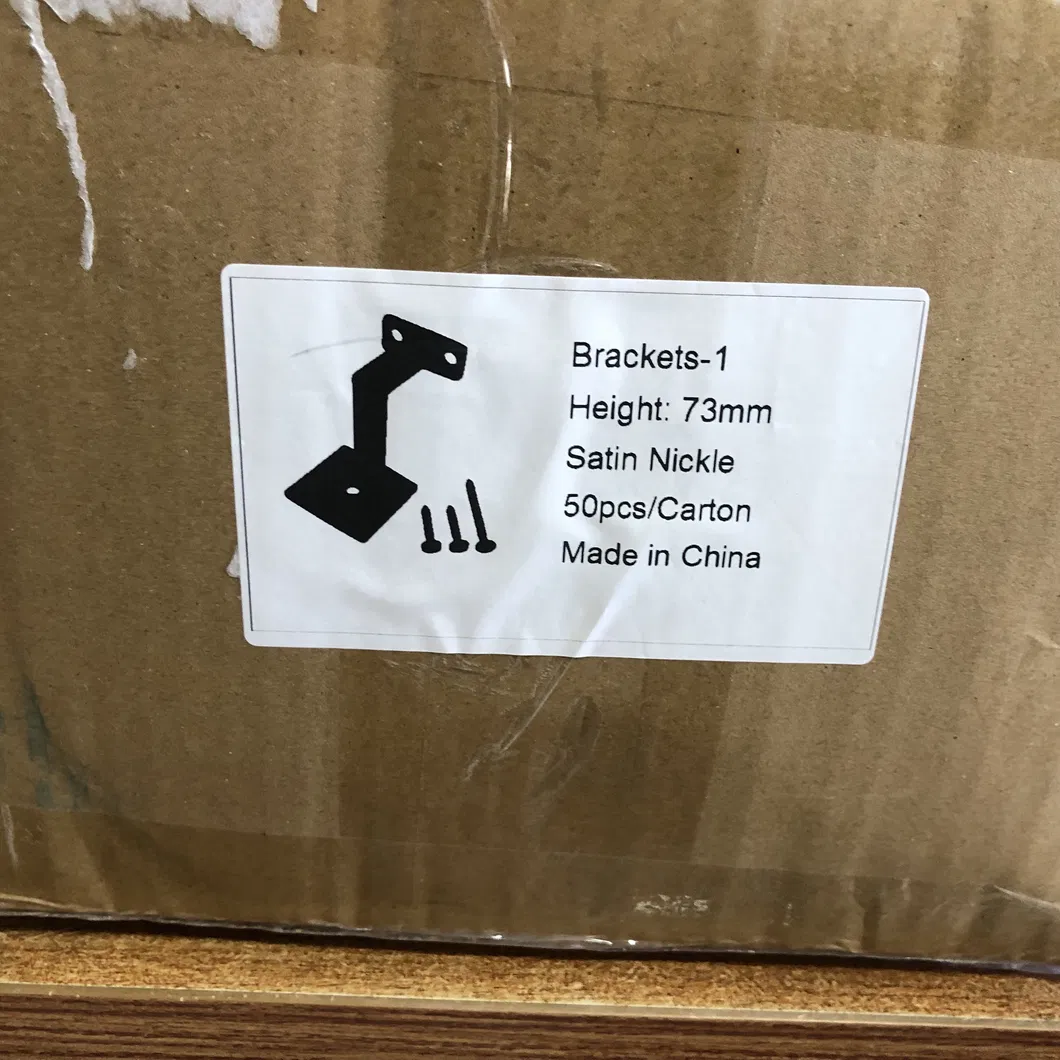 Brackets-1
Height: 73mm
Satin Nickle
50pcs/Carton
Made in China